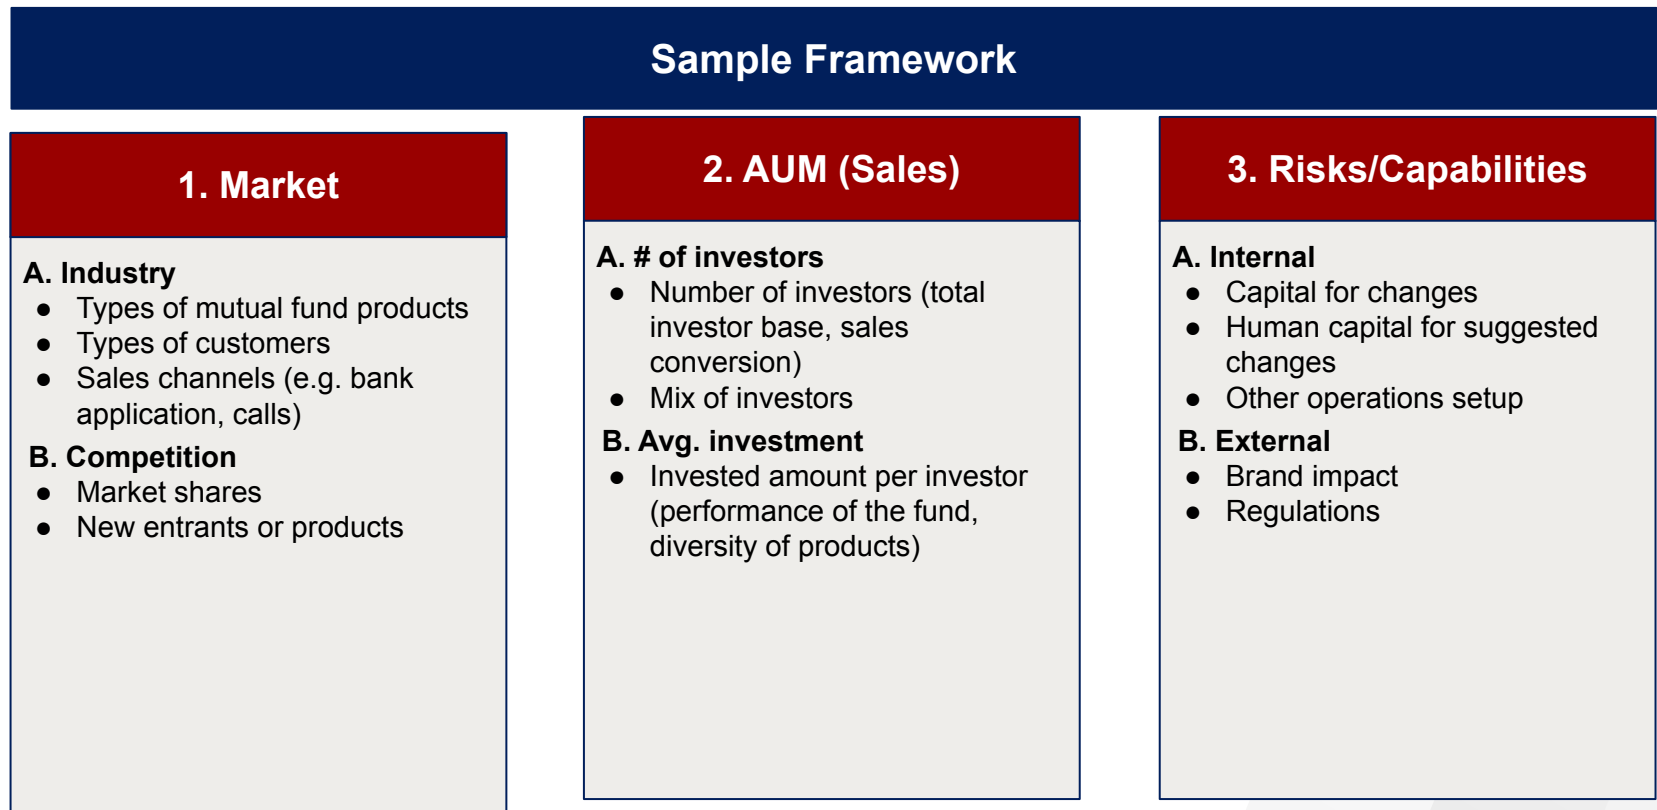 Sample Framework
1. Market
A. Industry
● Types of mutual fund products
● Types of customers
● Sales channels (e.g. bank
application, calls)
B. Competition
● Market shares
● New entrants or products
2. AUM (Sales)
A. # of investors
● Number of investors (total
investor base, sales
conversion)
● Mix of investors
B. Avg. investment
● Invested amount per investor
(performance of the fund,
diversity of products)
3. Risks/Capabilities
A. Internal
● Capital for changes
● Human capital for suggested
changes
● Other operations setup
B. External
● Brand impact
● Regulations